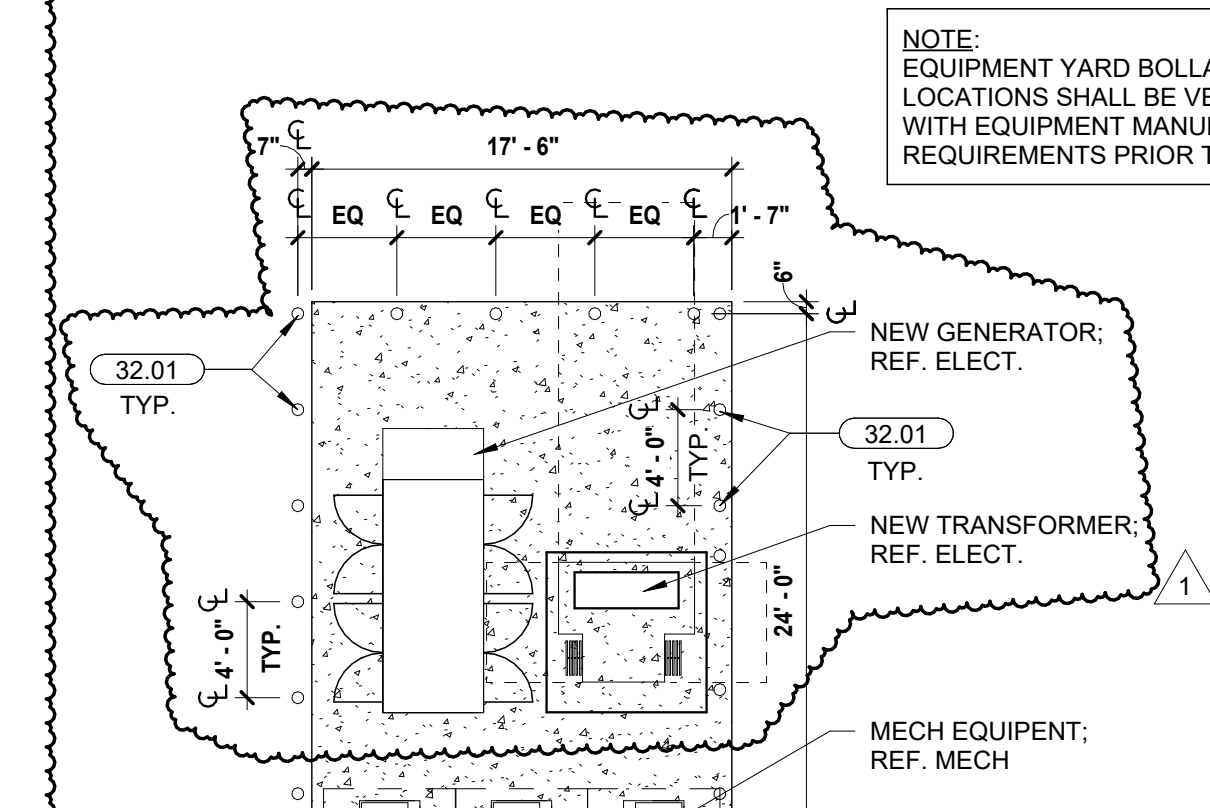 NOTE:
EQUIPMENT YARD BOLLA
LOCATIONS SHALL BE VE
WITH EQUIPMENT MANU
REQUIREMENTS PRIOR T
7"
17' - 6"
EQ
EQ
EQ
EQ
1' - 7"
6"
NEW GENERATOR;
REF. ELECT.
32.01
TYP.
4' - 0"
TYP.
32.01
TYP.
NEW TRANSFORMER;
REF. ELECT.
24' - 0"
1
4' - 0"
TYP.
MECH EQUIPENT;
REF. MECH